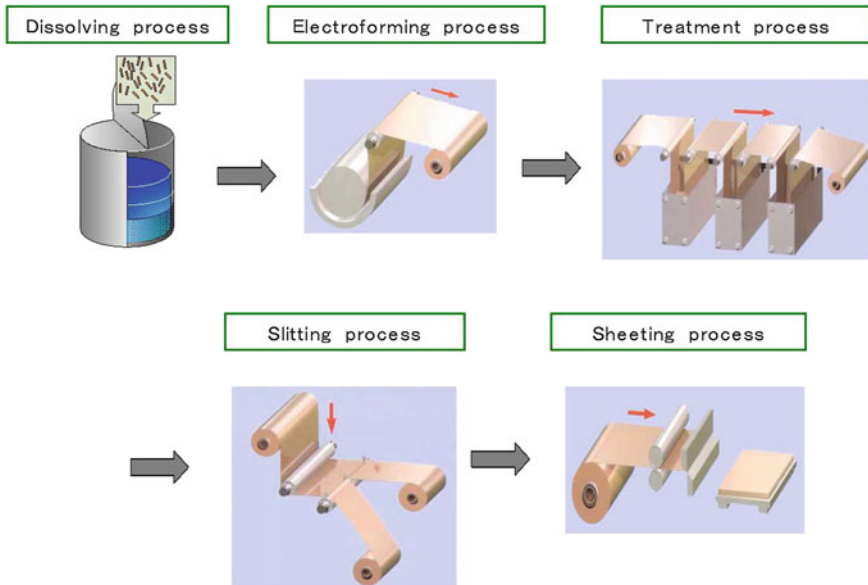 Dissolving process
Electroforming process
Treatment process
Slitting process
Sheeting process